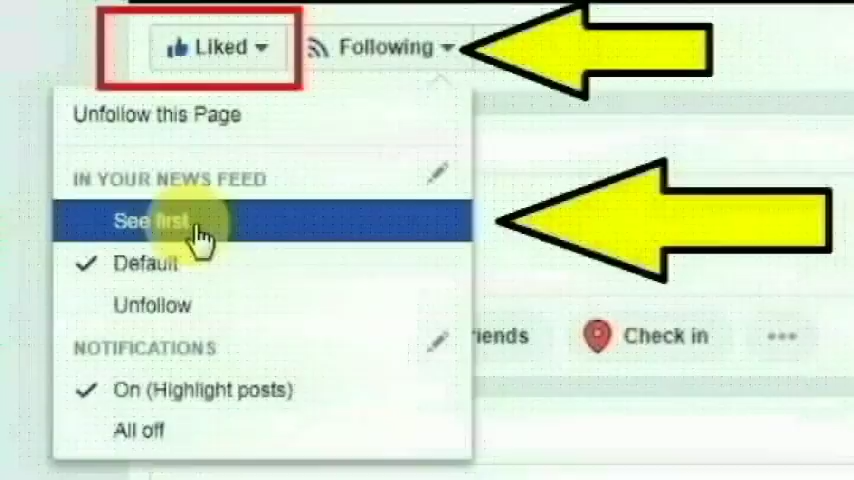 Liked Following
Unfollow this Page
IN YOUR NEWS FEED
See first
Default
Unfollow
NOTIFICATIONS
riends Check in
On (Highlight posts)
All off